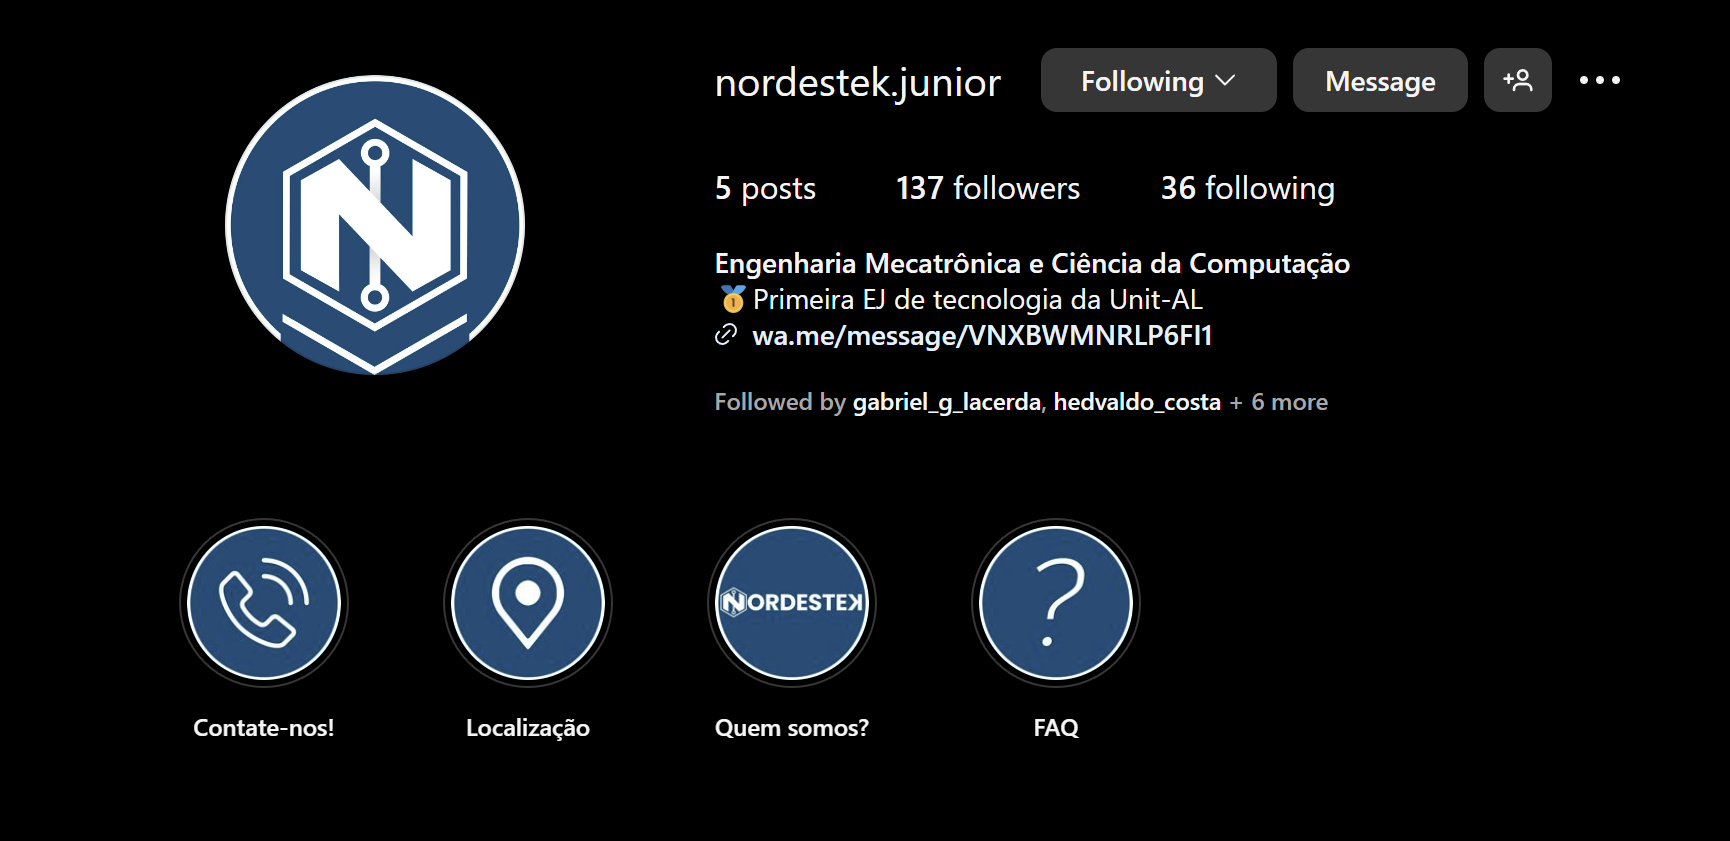 nordestek.junior Following Message
5 posts 137 followers 36 following
Engenharia Mecatrônica e Ciência da Computação
🥇Primeira EJ de tecnologia da Unit-AL
wa.me/message/VNXBWMNRLP6FI1
Followed by gabriel_g_lacerda, hedvaldo_costa + 6 more
NORDESTEK
Contate-nos! Localização Quem somos? FAQ